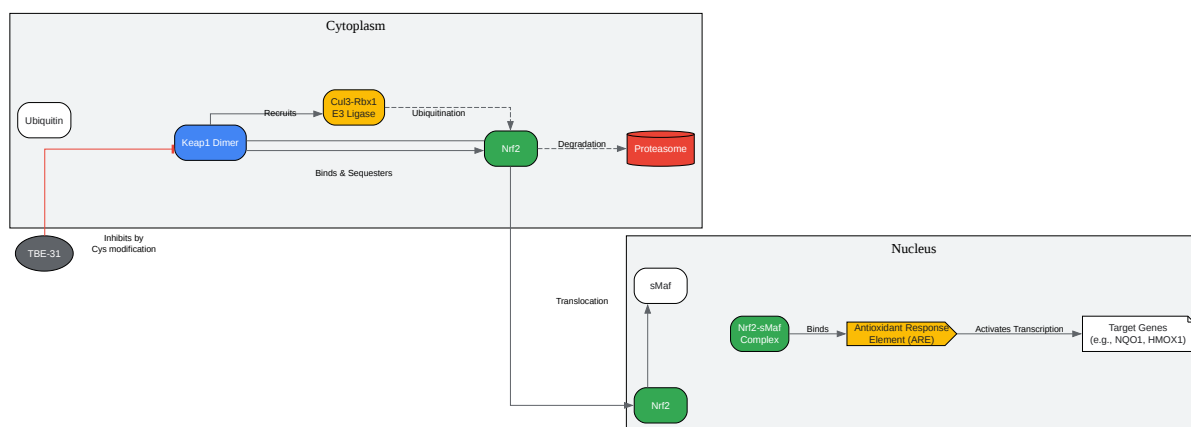 Cytoplasm
Ubiquitin
Keap1 Dimer
Recruits
Cul3-Rbx1
E3 Ligase
Ubiquitination
Nrf2
Degradation
Proteasome
Binds & Sequesters
TBE-31
Inhibits by
Cys modification
Translocation
Nucleus
sMaf
Nrf2-sMaf
Complex
Binds
Antioxidant Response
Element (ARE)
Activates Transcription
Target Genes
(e.g., NQO1, HMOX1)
Nrf2